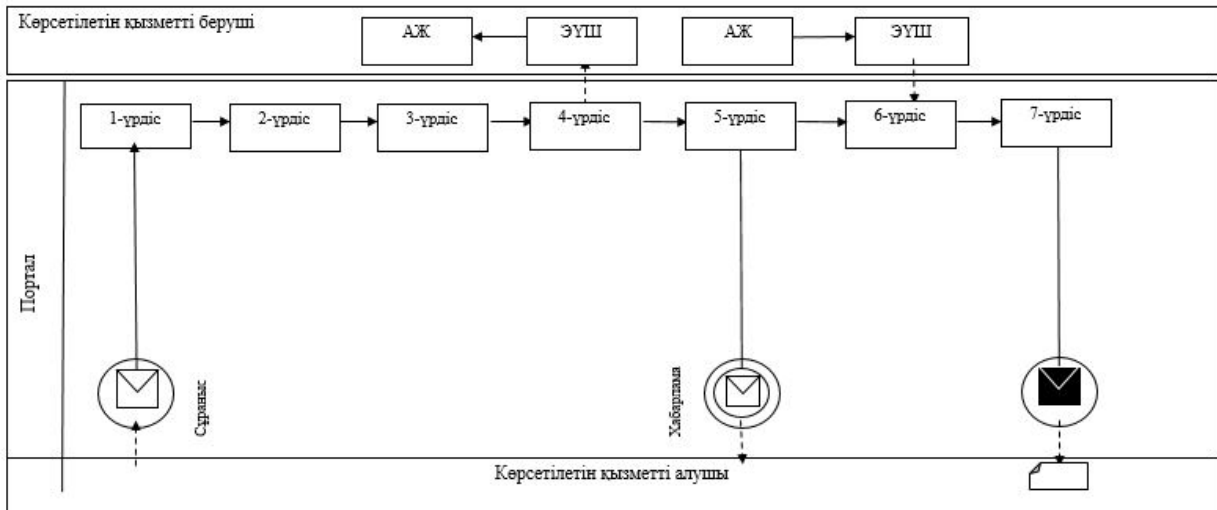 Көрсетілетін қызметті беруші
АЖ
ЭҮШ
АЖ
ЭҮШ
1-үрдіс
2-үрдіс
3-үрдіс
4-үрдіс
5-үрдіс
6-үрдіс
7-үрдіс
Портал
Сұраныс
Хабарлама
Көрсетілетін қызметті алушы